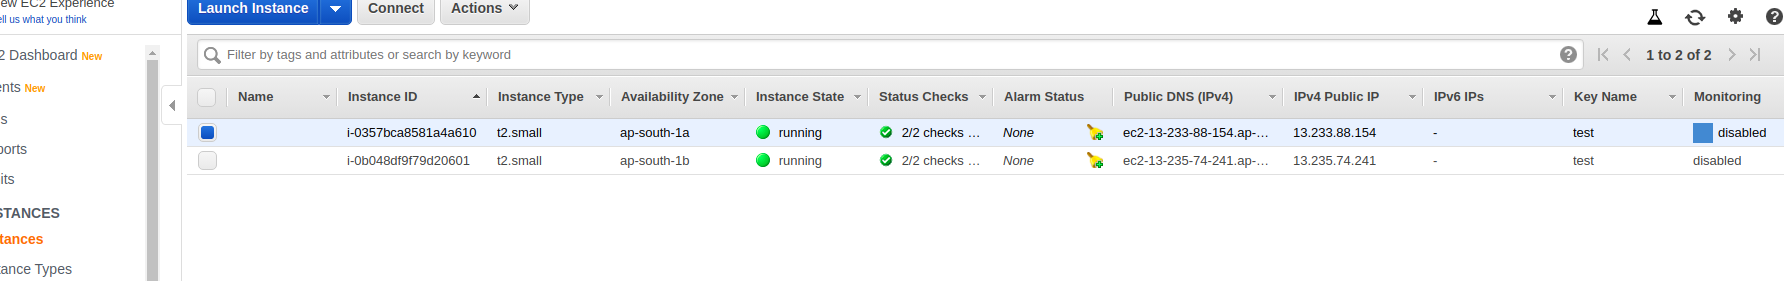 ew EC2 Experience
ell us what you think
Launch Instance Connect Actions
2 Dashboard New
ents New
s
ports
its
STANCES
tances
tance Types
Filter by tags and attributes or search by keyword
1 to 2 of 2
Name Instance ID Instance Type Availability Zone Instance State Status Checks Alarm Status Public DNS (IPv4) IPv4 Public IP IPv6 IPs Key Name Monitoring
i-0357bca8581a4a610 t2.small ap-south-1a running 2/2 checks ... None ec2-13-233-88-154.ap-... 13.233.88.154 - test disabled
i-0b048df9f79d20601 t2.small ap-south-1b running 2/2 checks ... None ec2-13-235-74-241.ap-... 13.235.74.241 - test disabled